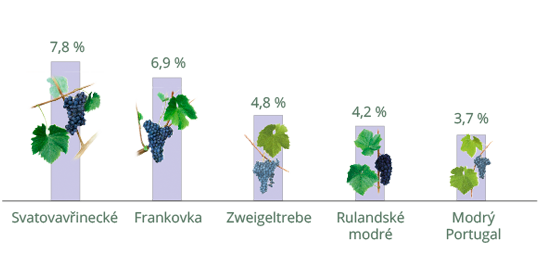 7,8 %
6,9 %
4,8 %
4,2 %
3,7 %
Svatovavřinecké
Frankovka
Zweigeltrebe
Rulandské
modré
Modrý
Portugal